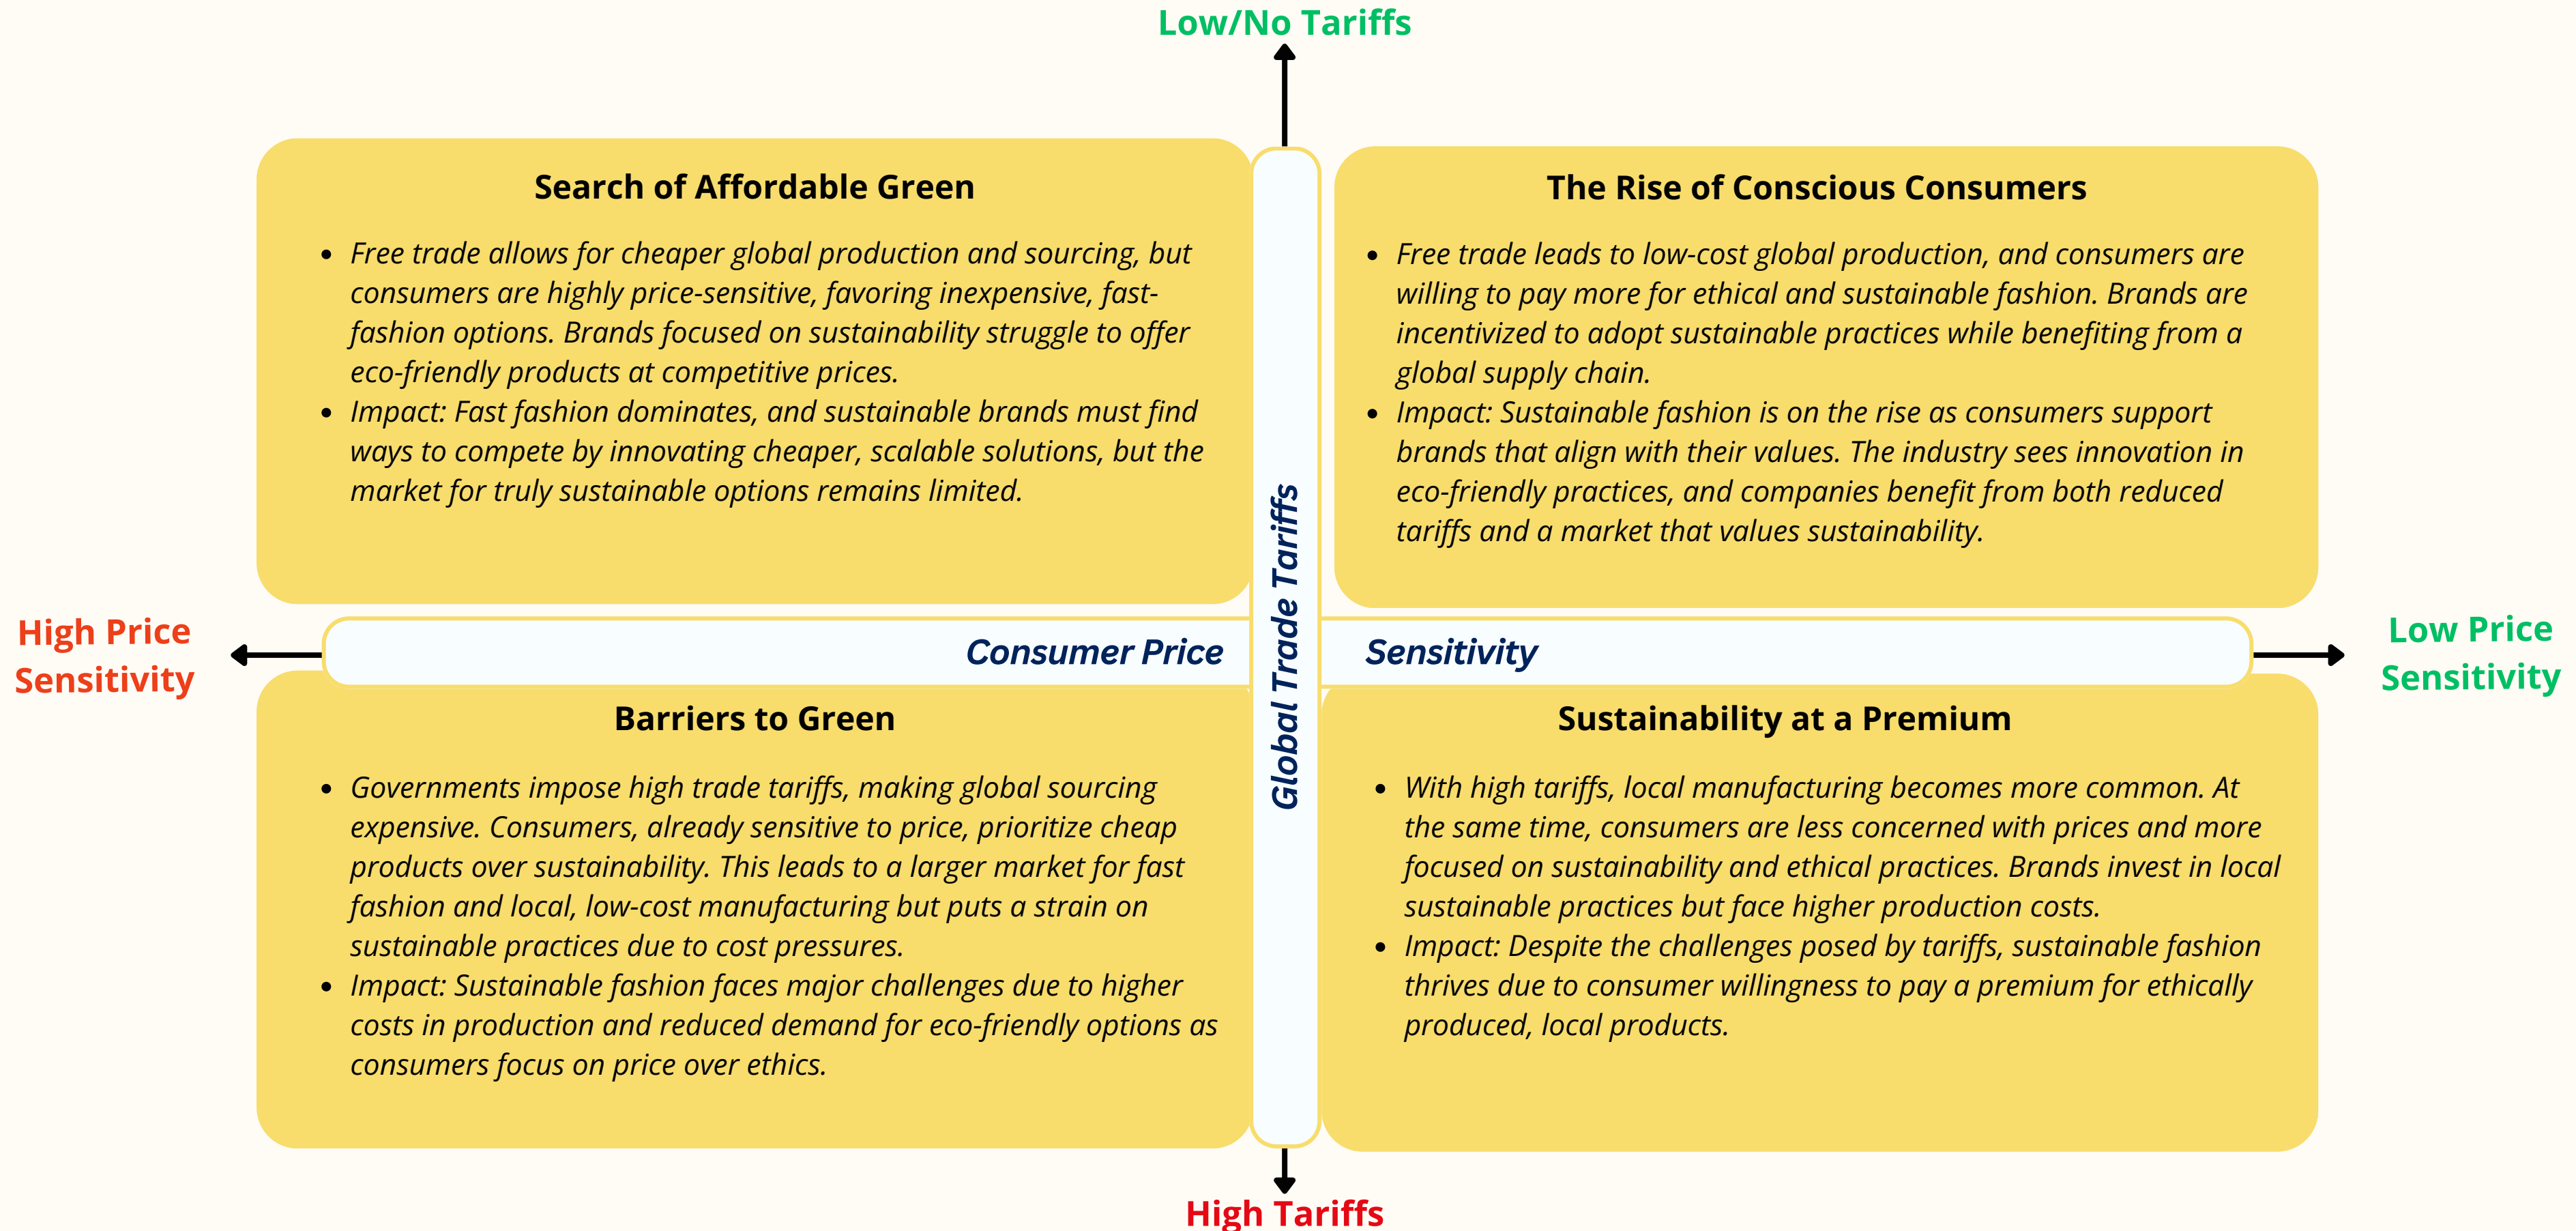 Low/No Tariffs
Search of Affordable Green
• Free trade allows for cheaper global production and sourcing, but
consumers are highly price-sensitive, favoring inexpensive, fast-
fashion options. Brands focused on sustainability struggle to offer
eco-friendly products at competitive prices.
• Impact: Fast fashion dominates, and sustainable brands must find
ways to compete by innovating cheaper, scalable solutions, but the
market for truly sustainable options remains limited.
The Rise of Conscious Consumers
• Free trade leads to low-cost global production, and consumers are
willing to pay more for ethical and sustainable fashion. Brands are
incentivized to adopt sustainable practices while benefiting from a
global supply chain.
• Impact: Sustainable fashion is on the rise as consumers support
brands that align with their values. The industry sees innovation in
eco-friendly practices, and companies benefit from both reduced
tariffs and a market that values sustainability.
High Price
Sensitivity
Consumer Price Sensitivity
Global Trade Tariffs
Low Price
Sensitivity
Barriers to Green
• Governments impose high trade tariffs, making global sourcing
expensive. Consumers, already sensitive to price, prioritize cheap
products over sustainability. This leads to a larger market for fast
fashion and local, low-cost manufacturing but puts a strain on
sustainable practices due to cost pressures.
• Impact: Sustainable fashion faces major challenges due to higher
costs in production and reduced demand for eco-friendly options as
consumers focus on price over ethics.
Sustainability at a Premium
• With high tariffs, local manufacturing becomes more common. At
the same time, consumers are less concerned with prices and more
focused on sustainability and ethical practices. Brands invest in local
sustainable practices but face higher production costs.
• Impact: Despite the challenges posed by tariffs, sustainable fashion
thrives due to consumer willingness to pay a premium for ethically
produced, local products.
High Tariffs